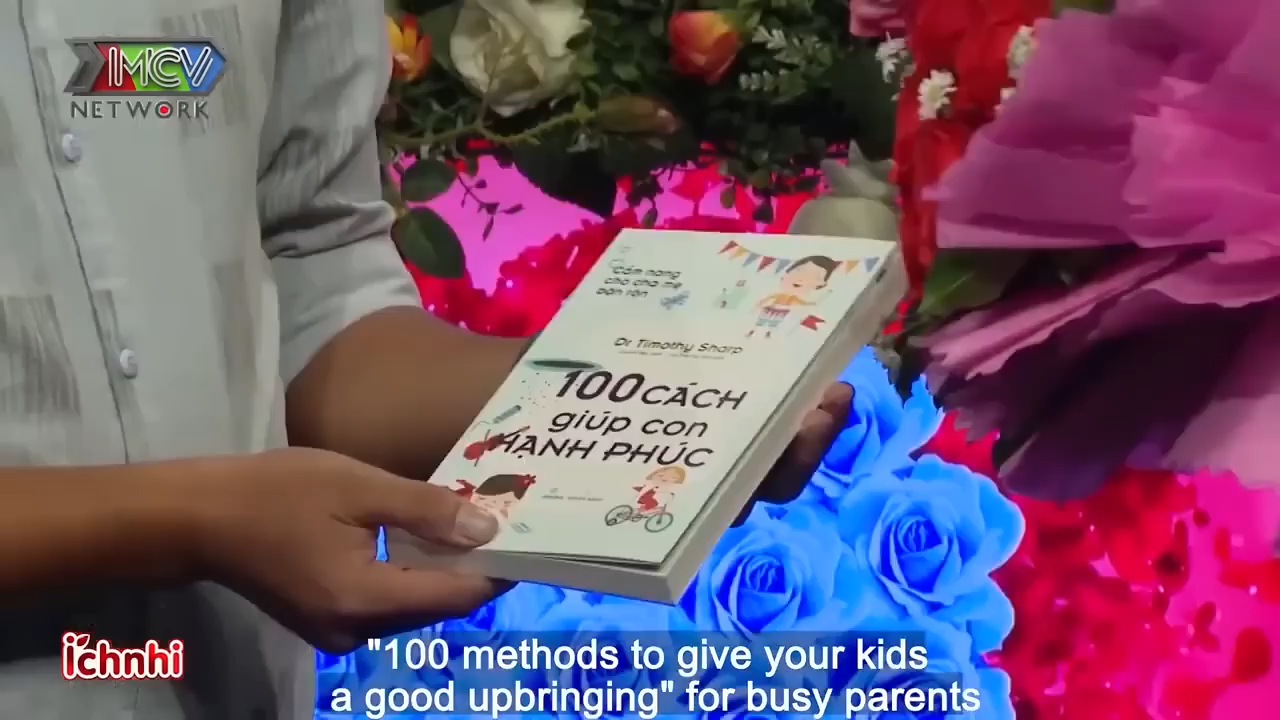 MCV
NETWORK
"Cẩm nang
cho cha mẹ
bận rộn
Dr Timothy Sharp
100 CÁCH
giúp con
HẠNH PHÚC
ichnhi
"100 methods to give your kids
a good upbringing" for busy parents